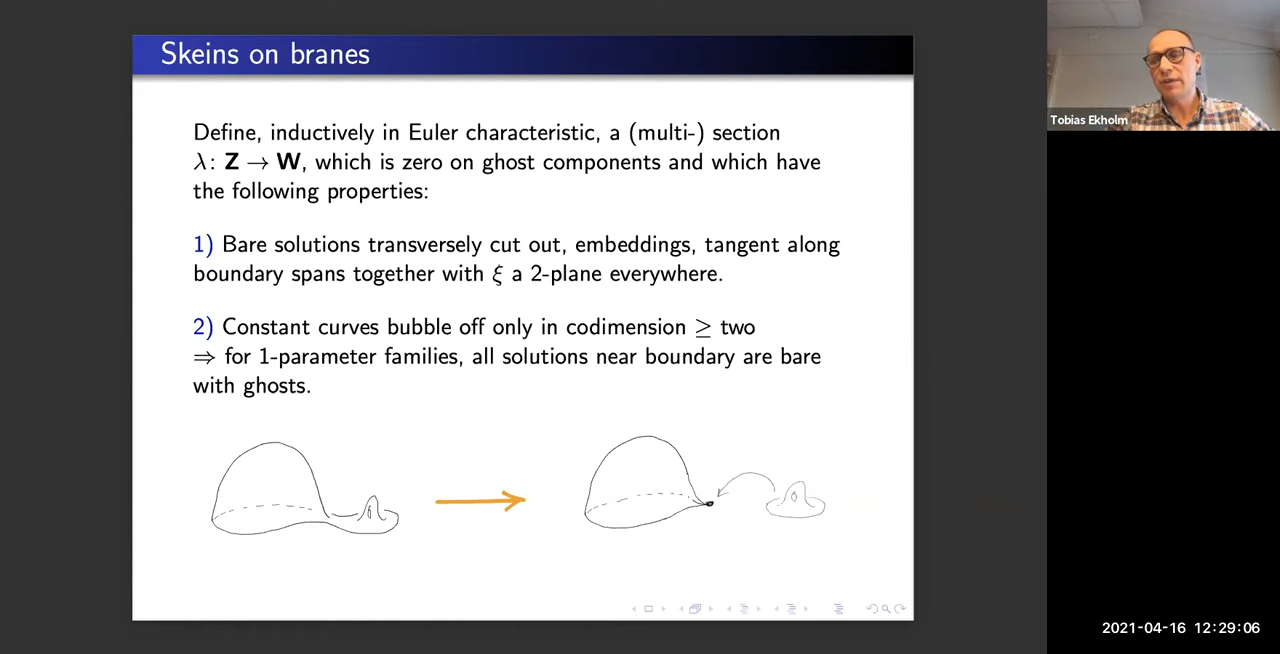 Skeins on branes
Define, inductively in Euler characteristic, a (multi-) section
λ: Z → W, which is zero on ghost components and which have
the following properties:
1) Bare solutions transversely cut out, embeddings, tangent along
boundary spans together with ξ a 2-plane everywhere.
2) Constant curves bubble off only in codimension ≥ two
⇒ for 1-parameter families, all solutions near boundary are bare
with ghosts.
Tobias Ekholm
2021-04-16 12:29:06